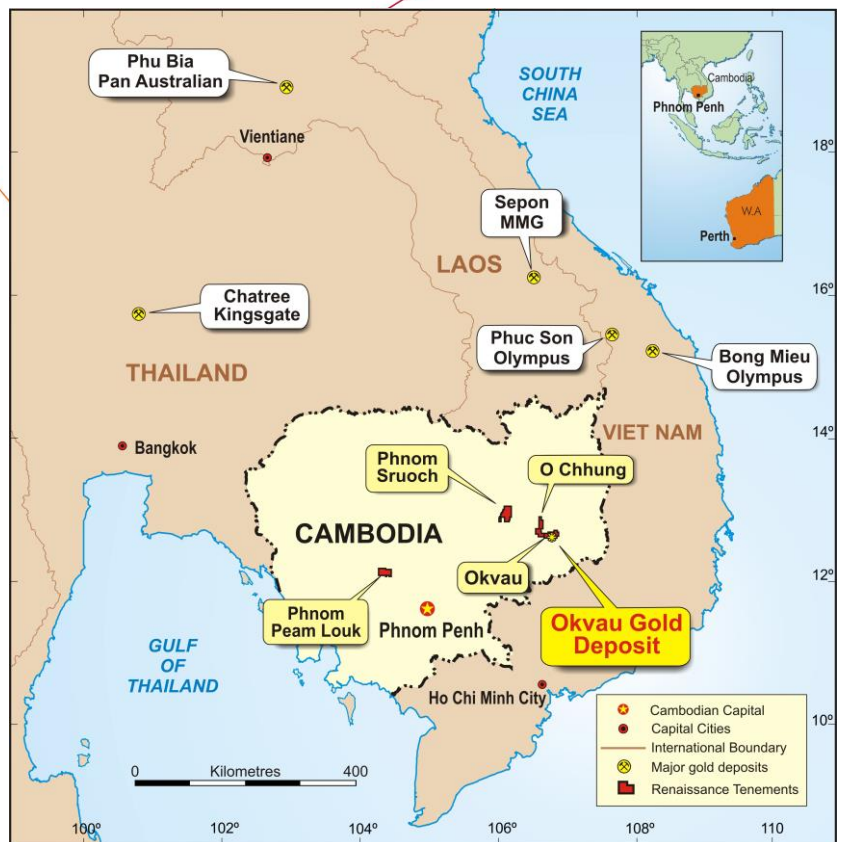 Phu Bia
Pan Australian
Vientiane
SOUTH
CHINA
SEA
Cambodia
Phnom Penh
W.A
Perth
18°
Sepon
MMG
LAOS
16°
Chatree
Kingsgate
Phuc Son
Olympus
Bong Mieu
Olympus
THAILAND
VIET NAM
14°
Bangkok
Phnom
Sruoch
O Chhung
CAMBODIA
Okvau
12°
Phnom
Peam Louk
Phnom Penh
Okvau Gold
Deposit
GULF
OF
THAILAND
Ho Chi Minh City
10°
Cambodian Capital
Capital Cities
International Boundary
Major gold deposits
Renaissance Tenements
0 Kilometres 400
100° 102° 104° 106° 108° 110